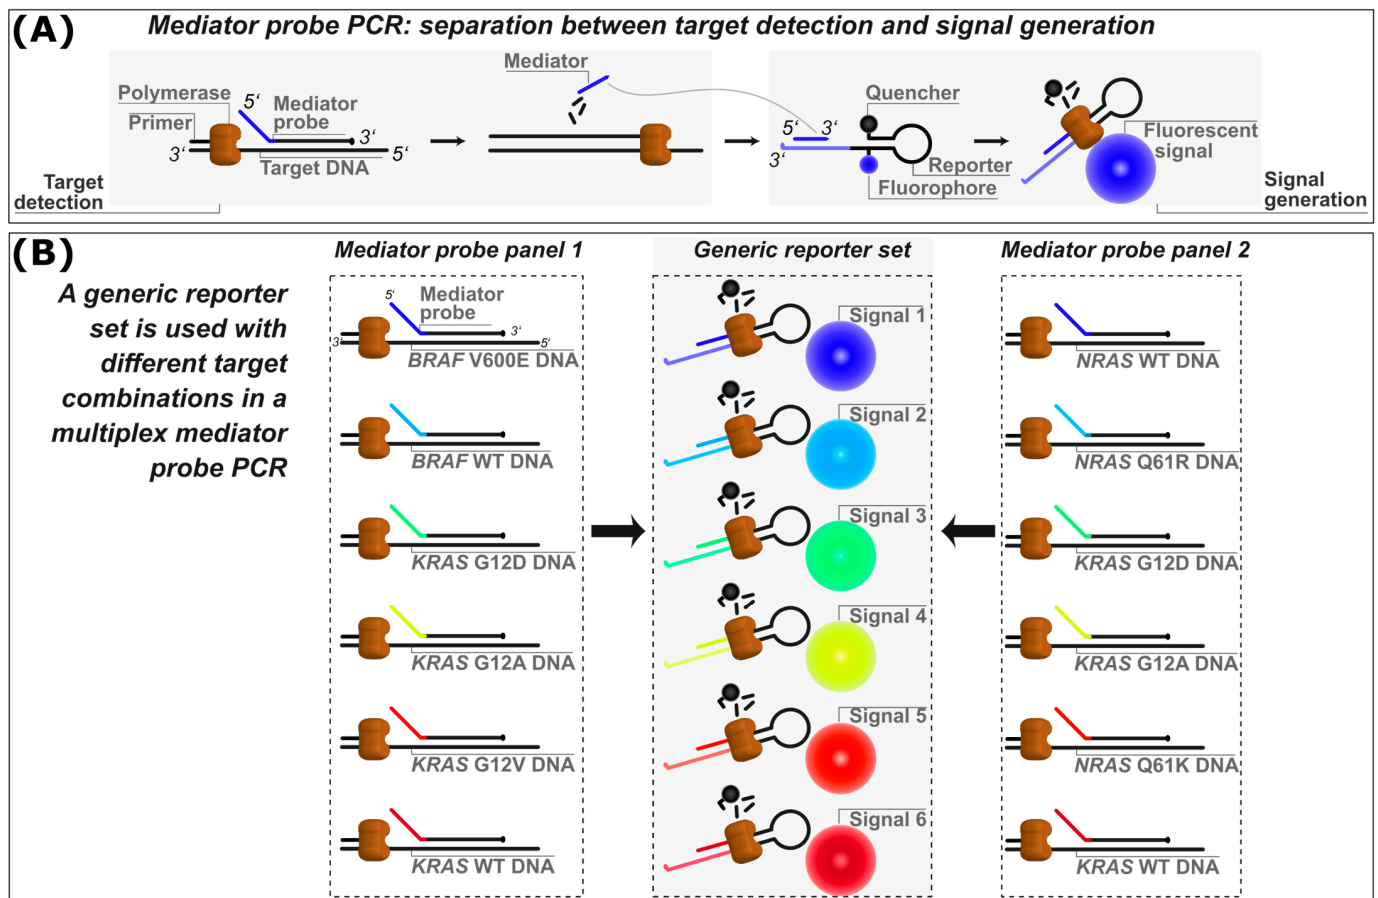 (A)
Mediator probe PCR: separation between target detection and signal generation
Polymerase
Primer
5‘
Mediator
probe
3‘
3‘
5‘
Target DNA
Target
detection
Mediator
5‘
3‘
3‘
Quencher
Reporter
Fluorophore
Fluorescent
signal
Signal
generation
(B)
A generic reporter
set is used with
different target
combinations in a
multiplex mediator
probe PCR
Mediator probe panel 1
5‘
Mediator
probe
3‘
3‘
5‘
BRAF V600E DNA
BRAF WT DNA
KRAS G12D DNA
KRAS G12A DNA
KRAS G12V DNA
KRAS WT DNA
Generic reporter set
Signal 1
Signal 2
Signal 3
Signal 4
Signal 5
Signal 6
Mediator probe panel 2
NRAS WT DNA
NRAS Q61R DNA
KRAS G12D DNA
KRAS G12A DNA
NRAS Q61K DNA
KRAS WT DNA